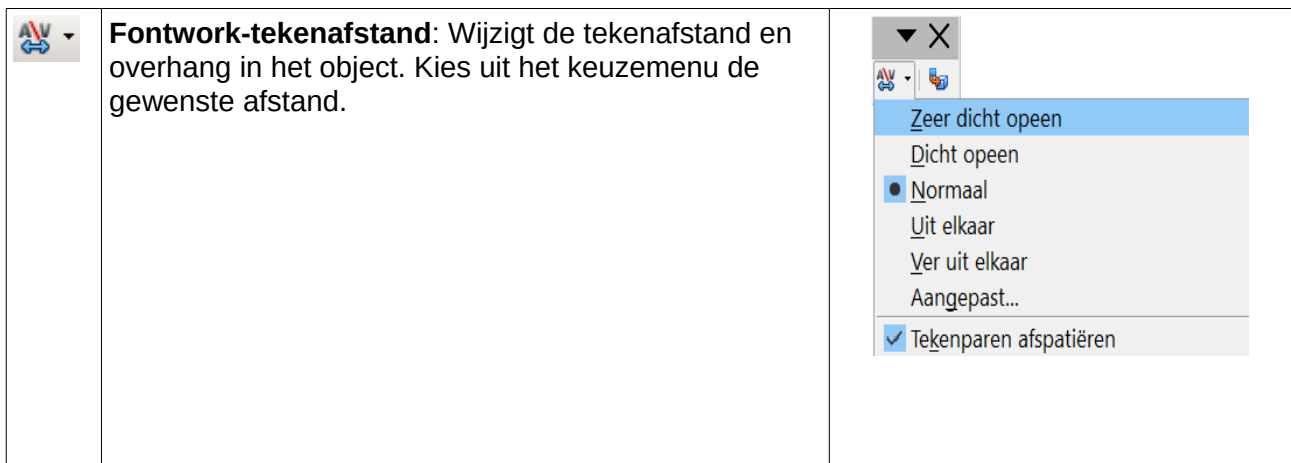 Fontwork-tekenafstand: Wijzigt de tekenafstand en
overhang in het object. Kies uit het keuzemenu de
gewenste afstand.
Zeer dicht opeen
Dicht opeen
Normaal
Uit elkaar
Ver uit elkaar
Aangepast...
Tekenparen afspatiëren